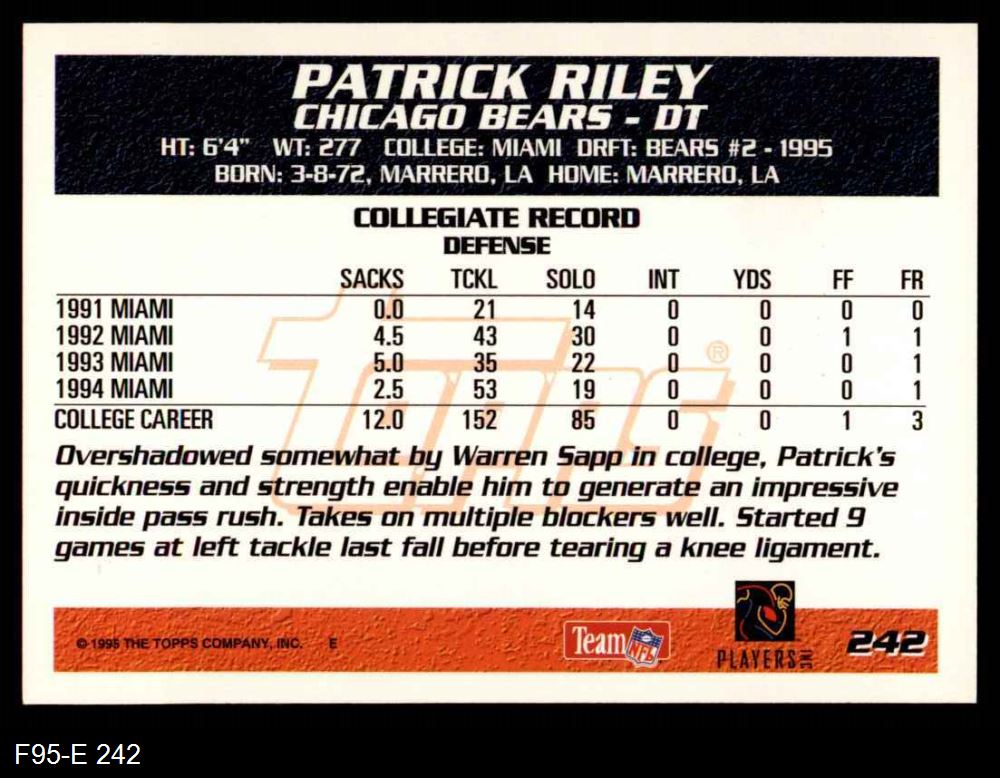 PATRICK RILEY
CHICAGO BEARS - DT
HT: 6'4" WT: 277 COLLEGE: MIAMI DRFT: BEARS #2 - 1995
BORN: 3-8-72, MARRERO, LA HOME: MARRERO, LA
COLLEGIATE RECORD
DEFENSE
SACKS TCKL SOLO INT YDS FF FR
1991 MIAMI 0.0 21 14 0 0 0 0
1992 MIAMI 4.5 43 30 0 0 1 1
1993 MIAMI 5.0 35 22 0 0 0 1
1994 MIAMI 2.5 53 19 0 0 0 1
COLLEGE CAREER 12.0 152 85 0 0 1 3
Topps ®
Overshadowed somewhat by Warren Sapp in college, Patrick's
quickness and strength enable him to generate an impressive
inside pass rush. Takes on multiple blockers well. Started 9
games at left tackle last fall before tearing a knee ligament.
© 1995 THE TOPPS COMPANY, INC. E
Team NFL
PLAYERS INC
242
F95-E 242